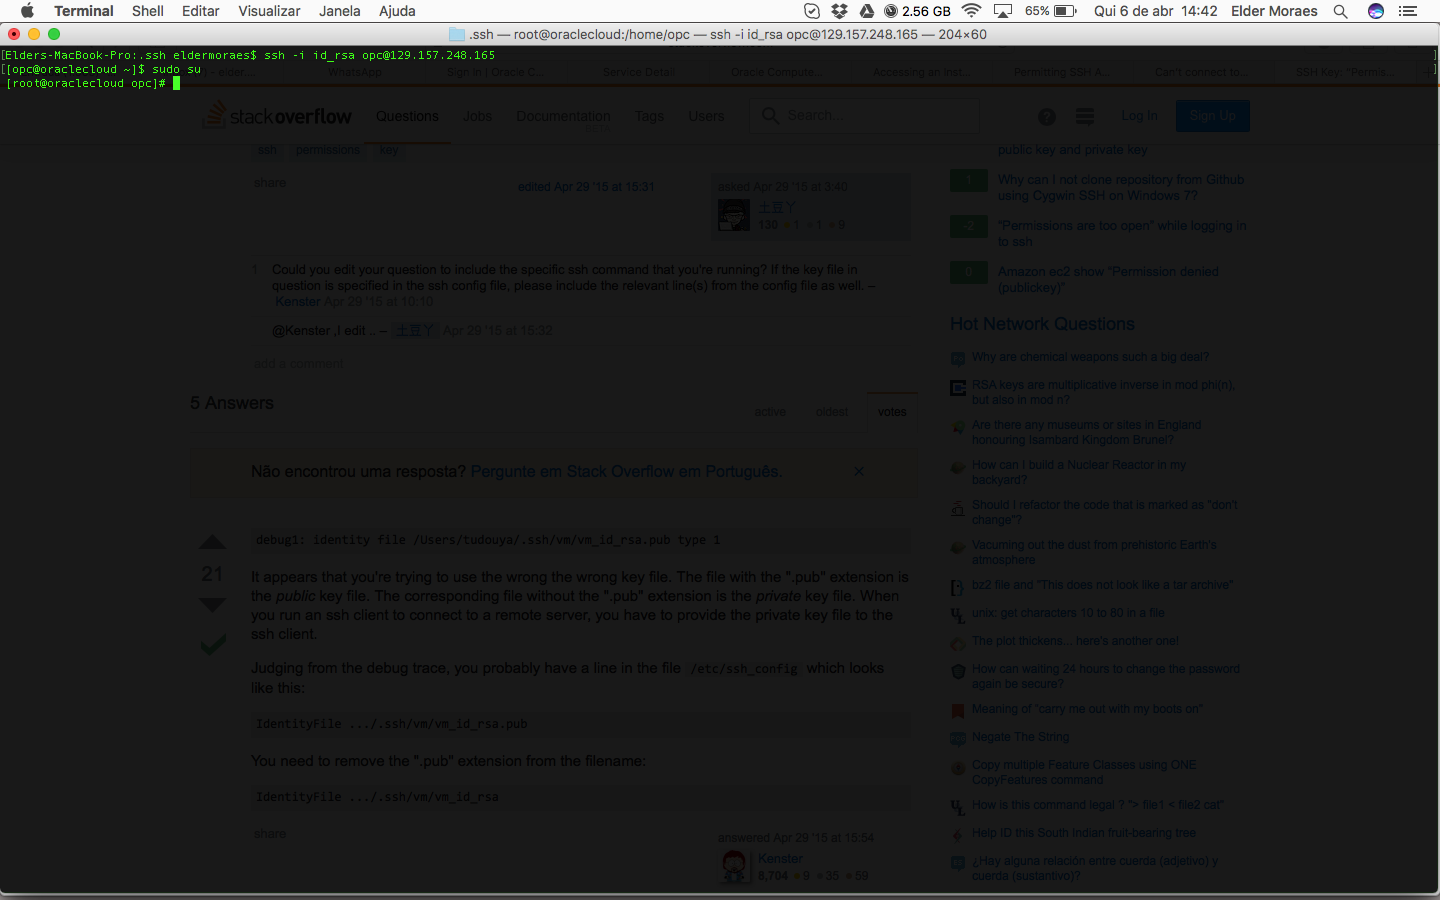 Terminal Shell Editar Visualizar Janela Ajuda 2.56 GB 65% Qui 6 de abr 14:42 Elder Moraes
.ssh — root@oraclecloud:/home/opc — ssh -i id_rsa opc@129.157.248.165 — 204×60
[Elders-MacBook-Pro:.ssh eldermoraes$ ssh -i id_rsa opc@129.157.248.165 ]
[[opc@oraclecloud ~]$ sudo su ]
[root@oraclecloud opc]#
WhatsApp Sign In | Oracle C... Service Detail Oracle Compute... Accessing an Inst... Permitting SSH A... Can't connect to... SSH Key: "Permis...
stackoverflow Questions Jobs Documentation BETA Tags Users Search... ? Log In Sign Up
ssh permissions key
share
edited Apr 29 '15 at 15:31
asked Apr 29 '15 at 3:40
土豆丫
130 1 1 9
1 Could you edit your question to include the specific ssh command that you're running? If the key file in
question is specified in the ssh config file, please include the relevant line(s) from the config file as well. –
Kenster Apr 29 '15 at 10:10
@Kenster ,I edit .. – 土豆丫 Apr 29 '15 at 15:32
add a comment
5 Answers
active oldest votes
Não encontrou uma resposta? Pergunte em Stack Overflow em Português. ×
debug1: identity file /Users/tudouya/.ssh/vm/vm_id_rsa.pub type 1
21
It appears that you're trying to use the wrong the wrong key file. The file with the ".pub" extension is
the public key file. The corresponding file without the ".pub" extension is the private key file. When
you run an ssh client to connect to a remote server, you have to provide the private key file to the
ssh client.
Judging from the debug trace, you probably have a line in the file /etc/ssh_config which looks
like this:
IdentityFile .../.ssh/vm/vm_id_rsa.pub
You need to remove the ".pub" extension from the filename:
IdentityFile .../.ssh/vm/vm_id_rsa
share
answered Apr 29 '15 at 15:54
Kenster
8,704 9 35 59
public key and private key
1 Why can I not clone repository from Github
using Cygwin SSH on Windows 7?
-2 "Permissions are too open" while logging in
to ssh
0 Amazon ec2 show "Permission denied
(publickey)"
Hot Network Questions
Why are chemical weapons such a big deal?
RSA keys are multiplicative inverse in mod phi(n),
but also in mod n?
Are there any museums or sites in England
honouring Isambard Kingdom Brunel?
How can I build a Nuclear Reactor in my
backyard?
Should I refactor the code that is marked as "don't
change"?
Vacuming out the dust from prehistoric Earth's
atmosphere
bz2 file and "This does not look like a tar archive"
unix: get characters 10 to 80 in a file
The plot thickens... here's another one!
How can waiting 24 hours to change the password
again be secure?
Meaning of "carry me out with my boots on"
Negate The String
Copy multiple Feature Classes using ONE
CopyFeatures command
How is this command legal ? "> file1 < file2 cat"
Help ID this South Indian fruit-bearing tree
¿Hay alguna relación entre cuerda (adjetivo) y
cuerda (sustantivo)?